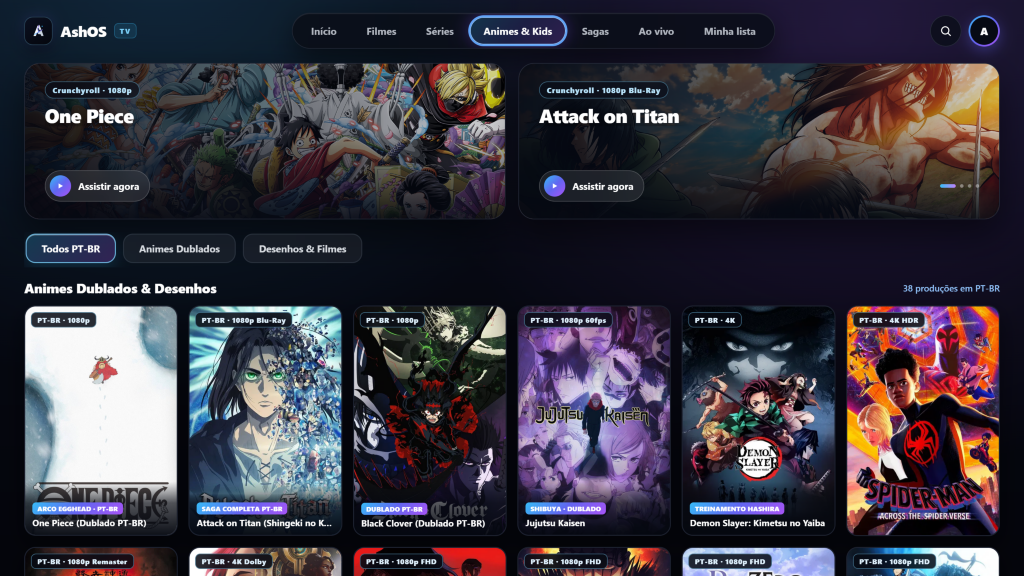 A AshOS TV
Início Filmes Séries Animes & Kids Sagas Ao vivo Minha lista
A
Crunchyroll · 1080p
One Piece
Assistir agora
Crunchyroll · 1080p Blu-Ray
Attack on Titan
Assistir agora
Todos PT-BR Animes Dublados Desenhos & Filmes
Animes Dublados & Desenhos
38 produções em PT-BR
PT-BR · 1080p
ONE PIECE
ARCO EGGHEAD · PT-BR
One Piece (Dublado PT-BR)
PT-BR · 1080p Blu-Ray
Attack on Titan
SAGA COMPLETA PT-BR
Attack on Titan (Shingeki no K...
PT-BR · 1080p
Black Clover
DUBLADO PT-BR
Black Clover (Dublado PT-BR)
PT-BR · 1080p 60fps
JUJUTSU KAISEN
SHIBUYA · DUBLADO
Jujutsu Kaisen
PT-BR · 4K
DEMON SLAYER
KIMETSU NO YAIBA
TREINAMENTO HASHIRA
Demon Slayer: Kimetsu no Yaiba
PT-BR · 4K HDR
SPIDER-MAN
ACROSS THE SPIDER-VERSE
PT-BR · 1080p Remaster
PT-BR · 4K Dolby
PT-BR · 1080p FHD
PT-BR · 1080p FHD
PT-BR · 1080p FHD
PT-BR · 1080p FHD